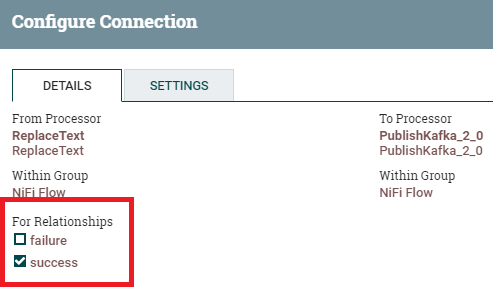 Configure Connection
DETAILS
SETTINGS
From Processor
ReplaceText
ReplaceText
Within Group
NiFi Flow
To Processor
PublishKafka_2_0
PublishKafka_2_0
Within Group
NiFi Flow
For Relationships
failure
success